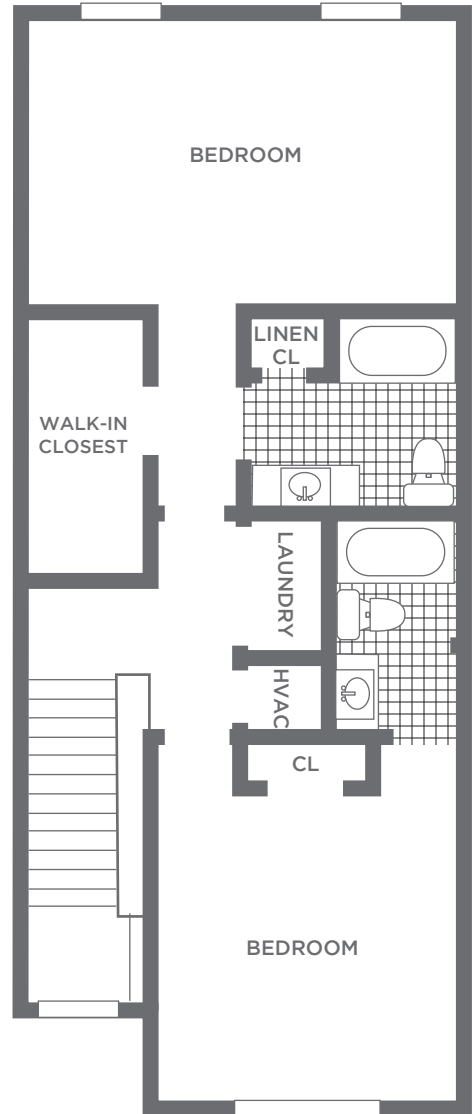 BEDROOM
LINEN
CL
WALK-IN
CLOSEST
LAUNDRY
HVAC
CL
BEDROOM